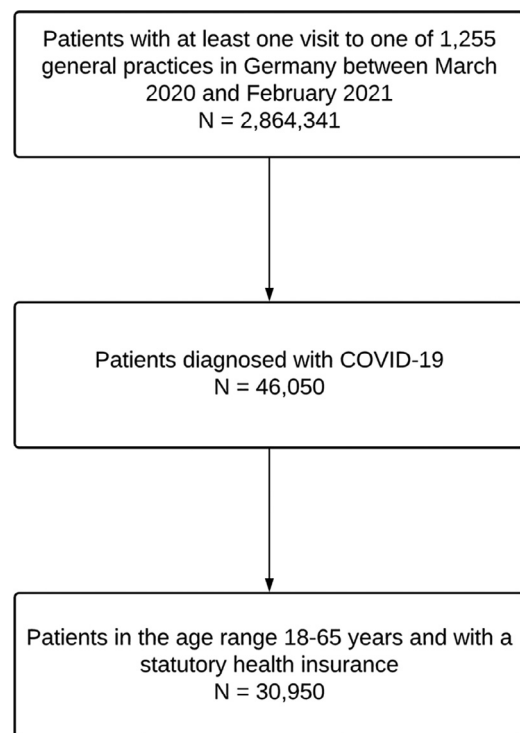 Patients with at least one visit to one of 1,255
general practices in Germany between March
2020 and February 2021
N = 2,864,341
Patients diagnosed with COVID-19
N = 46,050
Patients in the age range 18-65 years and with a
statutory health insurance
N = 30,950